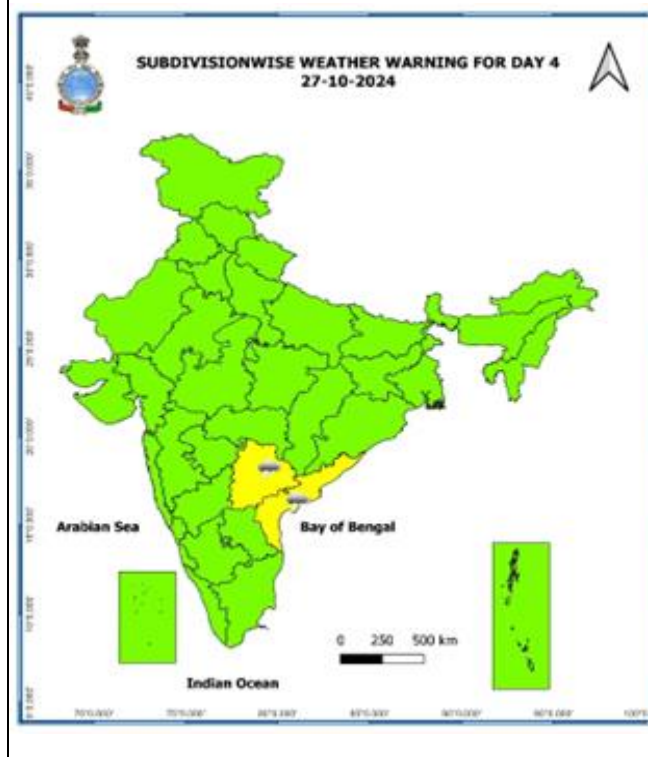 SUBDIVISIONWISE WEATHER WARNING FOR DAY 4
27-10-2024
Arabian Sea
Bay of Bengal
0 250 500 km
Indian Ocean